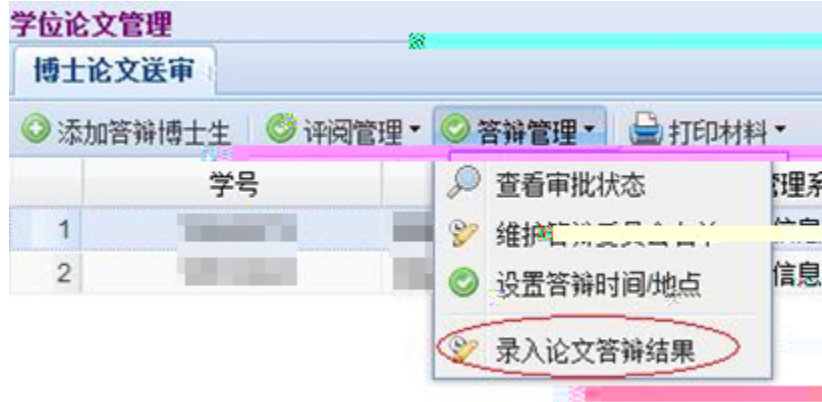 学位论文管理
博士论文送审
添加答辩博士生 评阅管理 答辩管理 打印材料
学号 管理系
查看审批状态
1 维护
2 设置答辩时间/地点 信息
录入论文答辩结果